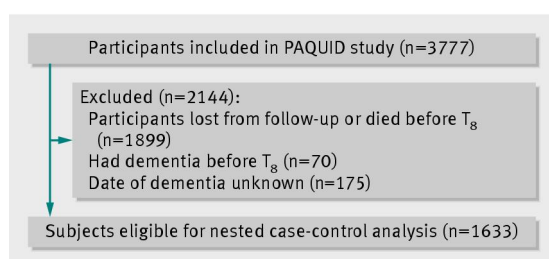 Participants included in PAQUID study (n=3777)
Excluded (n=2144):
Participants lost from follow-up or died before T₈
(n=1899)
Had dementia before T₈ (n=70)
Date of dementia unknown (n=175)
Subjects eligible for nested case-control analysis (n=1633)